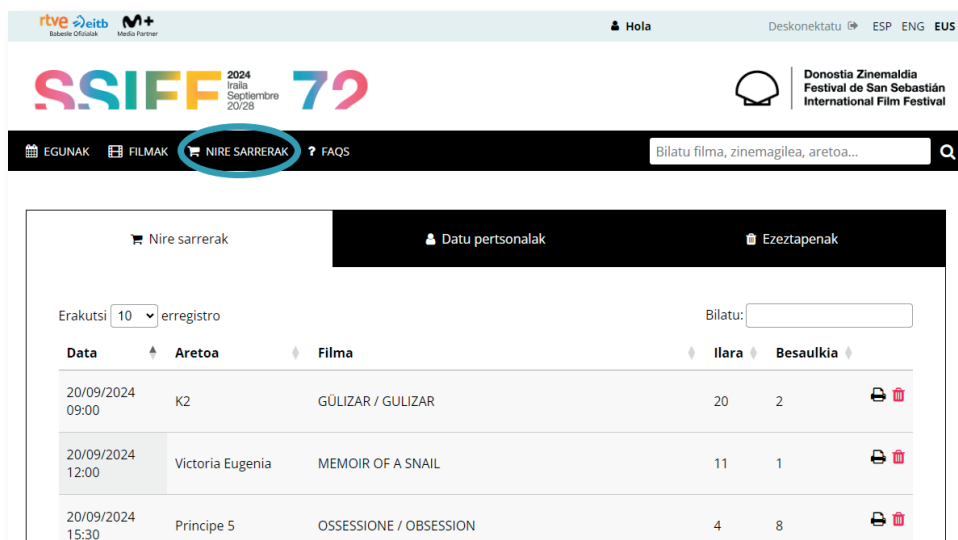 rtve eitb M+
Babesle Ofizialak Media Partner
Hola
Deskonektatu ESP ENG EUS
SSIFF 2024 Iraila Septiembre 20/28 72
Donostia Zinemaldia
Festival de San Sebastián
International Film Festival
EGUNAK FILMAK NIRE SARRERAK ? FAQS
Bilatu filma, zinemagilea, aretoa...
Nire sarrerak Datu pertsonalak Ezeztapenak
Erakutsi 10 erregistro Bilatu:
Data Aretoa Filma Ilara Besaulkia
20/09/2024
09:00
K2 GÜLIZAR / GULIZAR 20 2
20/09/2024
12:00
Victoria Eugenia MEMOIR OF A SNAIL 11 1
20/09/2024
15:30
Principe 5 OSSESSIONE / OBSESSION 4 8